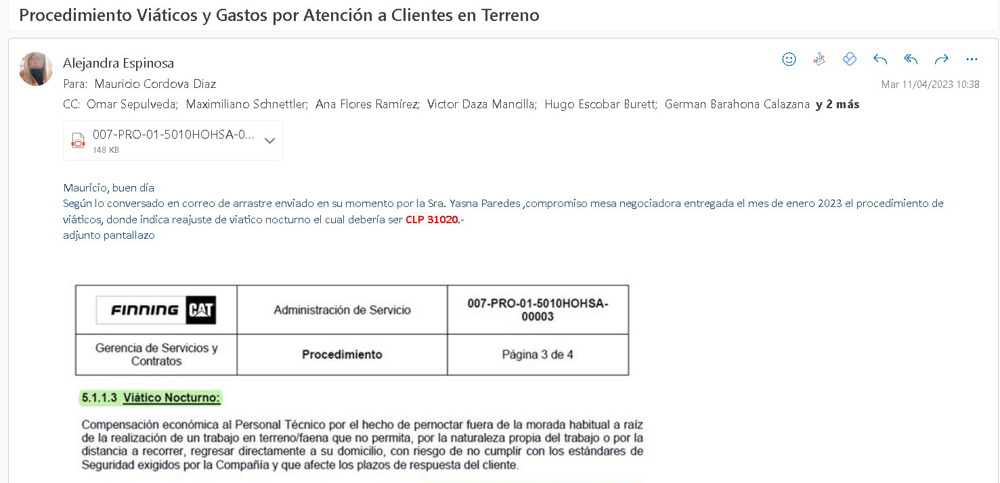 Procedimiento Viáticos y Gastos por Atención a Clientes en Terreno
Alejandra Espinosa
Para: Mauricio Cordova Diaz
Mar 11/04/2023 10:38
CC: Omar Sepulveda; Maximiliano Schnettler; Ana Flores Ramírez; Victor Daza Mancilla; Hugo Escobar Burett; German Barahona Calazana y 2 más
007-PRO-01-5010HOHSA-0...
148 KB
Mauricio, buen día
Según lo conversado en correo de arrastre enviado en su momento por la Sra. Yasna Paredes ,compromiso mesa negociadora entregada el mes de enero 2023 el procedimiento de
viáticos, donde indica reajuste de viatico nocturno el cual debería ser CLP 31020.-
adjunto pantallazo
FINNING CAT
Administración de Servicio
007-PRO-01-5010HOHSA-
00003
Gerencia de Servicios y
Contratos
Procedimiento
Página 3 de 4
5.1.1.3 Viático Nocturno:
Compensación económica al Personal Técnico por el hecho de pernoctar fuera de la morada habitual a raíz
de la realización de un trabajo en terreno/faena que no permita, por la naturaleza propia del trabajo o por la
distancia a recorrer, regresar directamente a su domicilio, con riesgo de no cumplir con los estándares de
Seguridad exigidos por la Compañía y que afecte los plazos de respuesta del cliente.